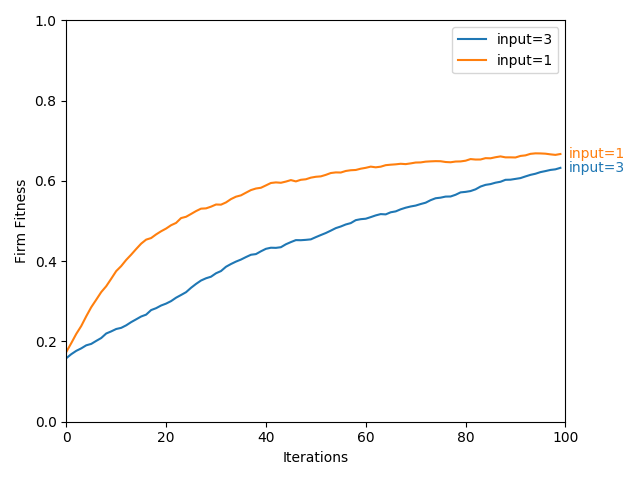 1.0
0.8
0.6
0.4
0.2
0.0
Firm Fitness
input=3
input=1
input=1
input=3
0 20 40 60 80 100
Iterations